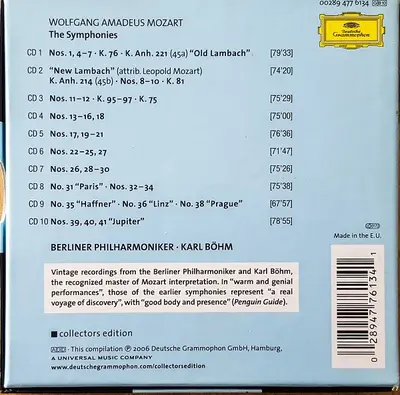 00289 477 6134
WOLFGANG AMADEUS MOZART
The Symphonies
Deutsche
Grammophon
CD 1 Nos. 1, 4–7 · K. 76 · K. Anh. 221 (45a) "Old Lambach" [79'33]
CD 2 "New Lambach" (attrib. Leopold Mozart) [74'20]
K. Anh. 214 (45b) · Nos. 8–10 · K. 81
CD 3 Nos. 11–12 · K. 95–97 · K. 75 [75'29]
CD 4 Nos. 13–16, 18 [75'00]
CD 5 Nos. 17, 19–21 [76'36]
CD 6 Nos. 22–25, 27 [71'47]
CD 7 Nos. 26, 28–30 [75'26]
CD 8 No. 31 "Paris" · Nos. 32–34 [75'38]
CD 9 No. 35 "Haffner" · No. 36 "Linz" · No. 38 "Prague" [67'57]
CD 10 Nos. 39, 40, 41 "Jupiter" [78'55]
Made in the E.U.
BERLINER PHILHARMONIKER · KARL BÖHM
Vintage recordings from the Berliner Philharmoniker and Karl Böhm,
the recognized master of Mozart interpretation. In "warm and genial
performances", those of the earlier symphonies represent "a real
voyage of discovery", with "good body and presence" (Penguin Guide).
collectors edition
ADD · This compilation ℗ 2006 Deutsche Grammophon GmbH, Hamburg,
A UNIVERSAL MUSIC COMPANY
www.deutschegrammophon.com/collectorsedition
0 28947 76134 1